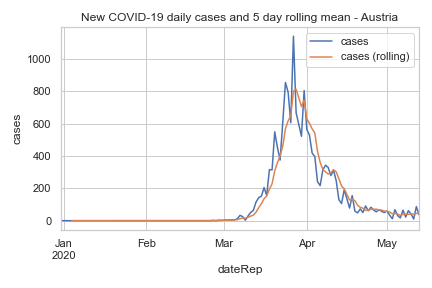 New COVID-19 daily cases and 5 day rolling mean - Austria
cases
cases (rolling)
1000
800
600
400
200
0
cases
Jan
2020
Feb
Mar
Apr
May
dateRep